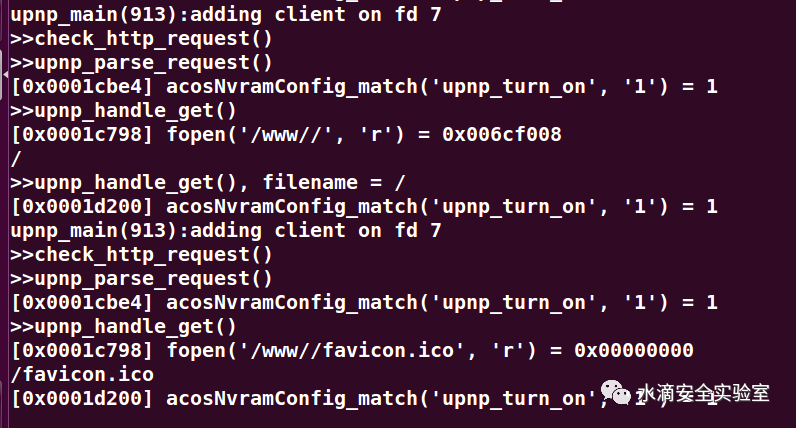 upnp_main(913):adding client on fd 7
>>check_http_request()
>>upnp_parse_request()
[0x0001cbe4] acosNvramConfig_match('upnp_turn_on', '1') = 1
>>upnp_handle_get()
[0x0001c798] fopen('/www//', 'r') = 0x006cf008
/
>>upnp_handle_get(), filename = /
[0x0001d200] acosNvramConfig_match('upnp_turn_on', '1') = 1
upnp_main(913):adding client on fd 7
>>check_http_request()
>>upnp_parse_request()
[0x0001cbe4] acosNvramConfig_match('upnp_turn_on', '1') = 1
>>upnp_handle_get()
[0x0001c798] fopen('/www//favicon.ico', 'r') = 0x00000000
/favicon.ico
[0x0001d200] acosNvramConfig_match('upnp_turn_on', '1') = 1
水滴安全实验室